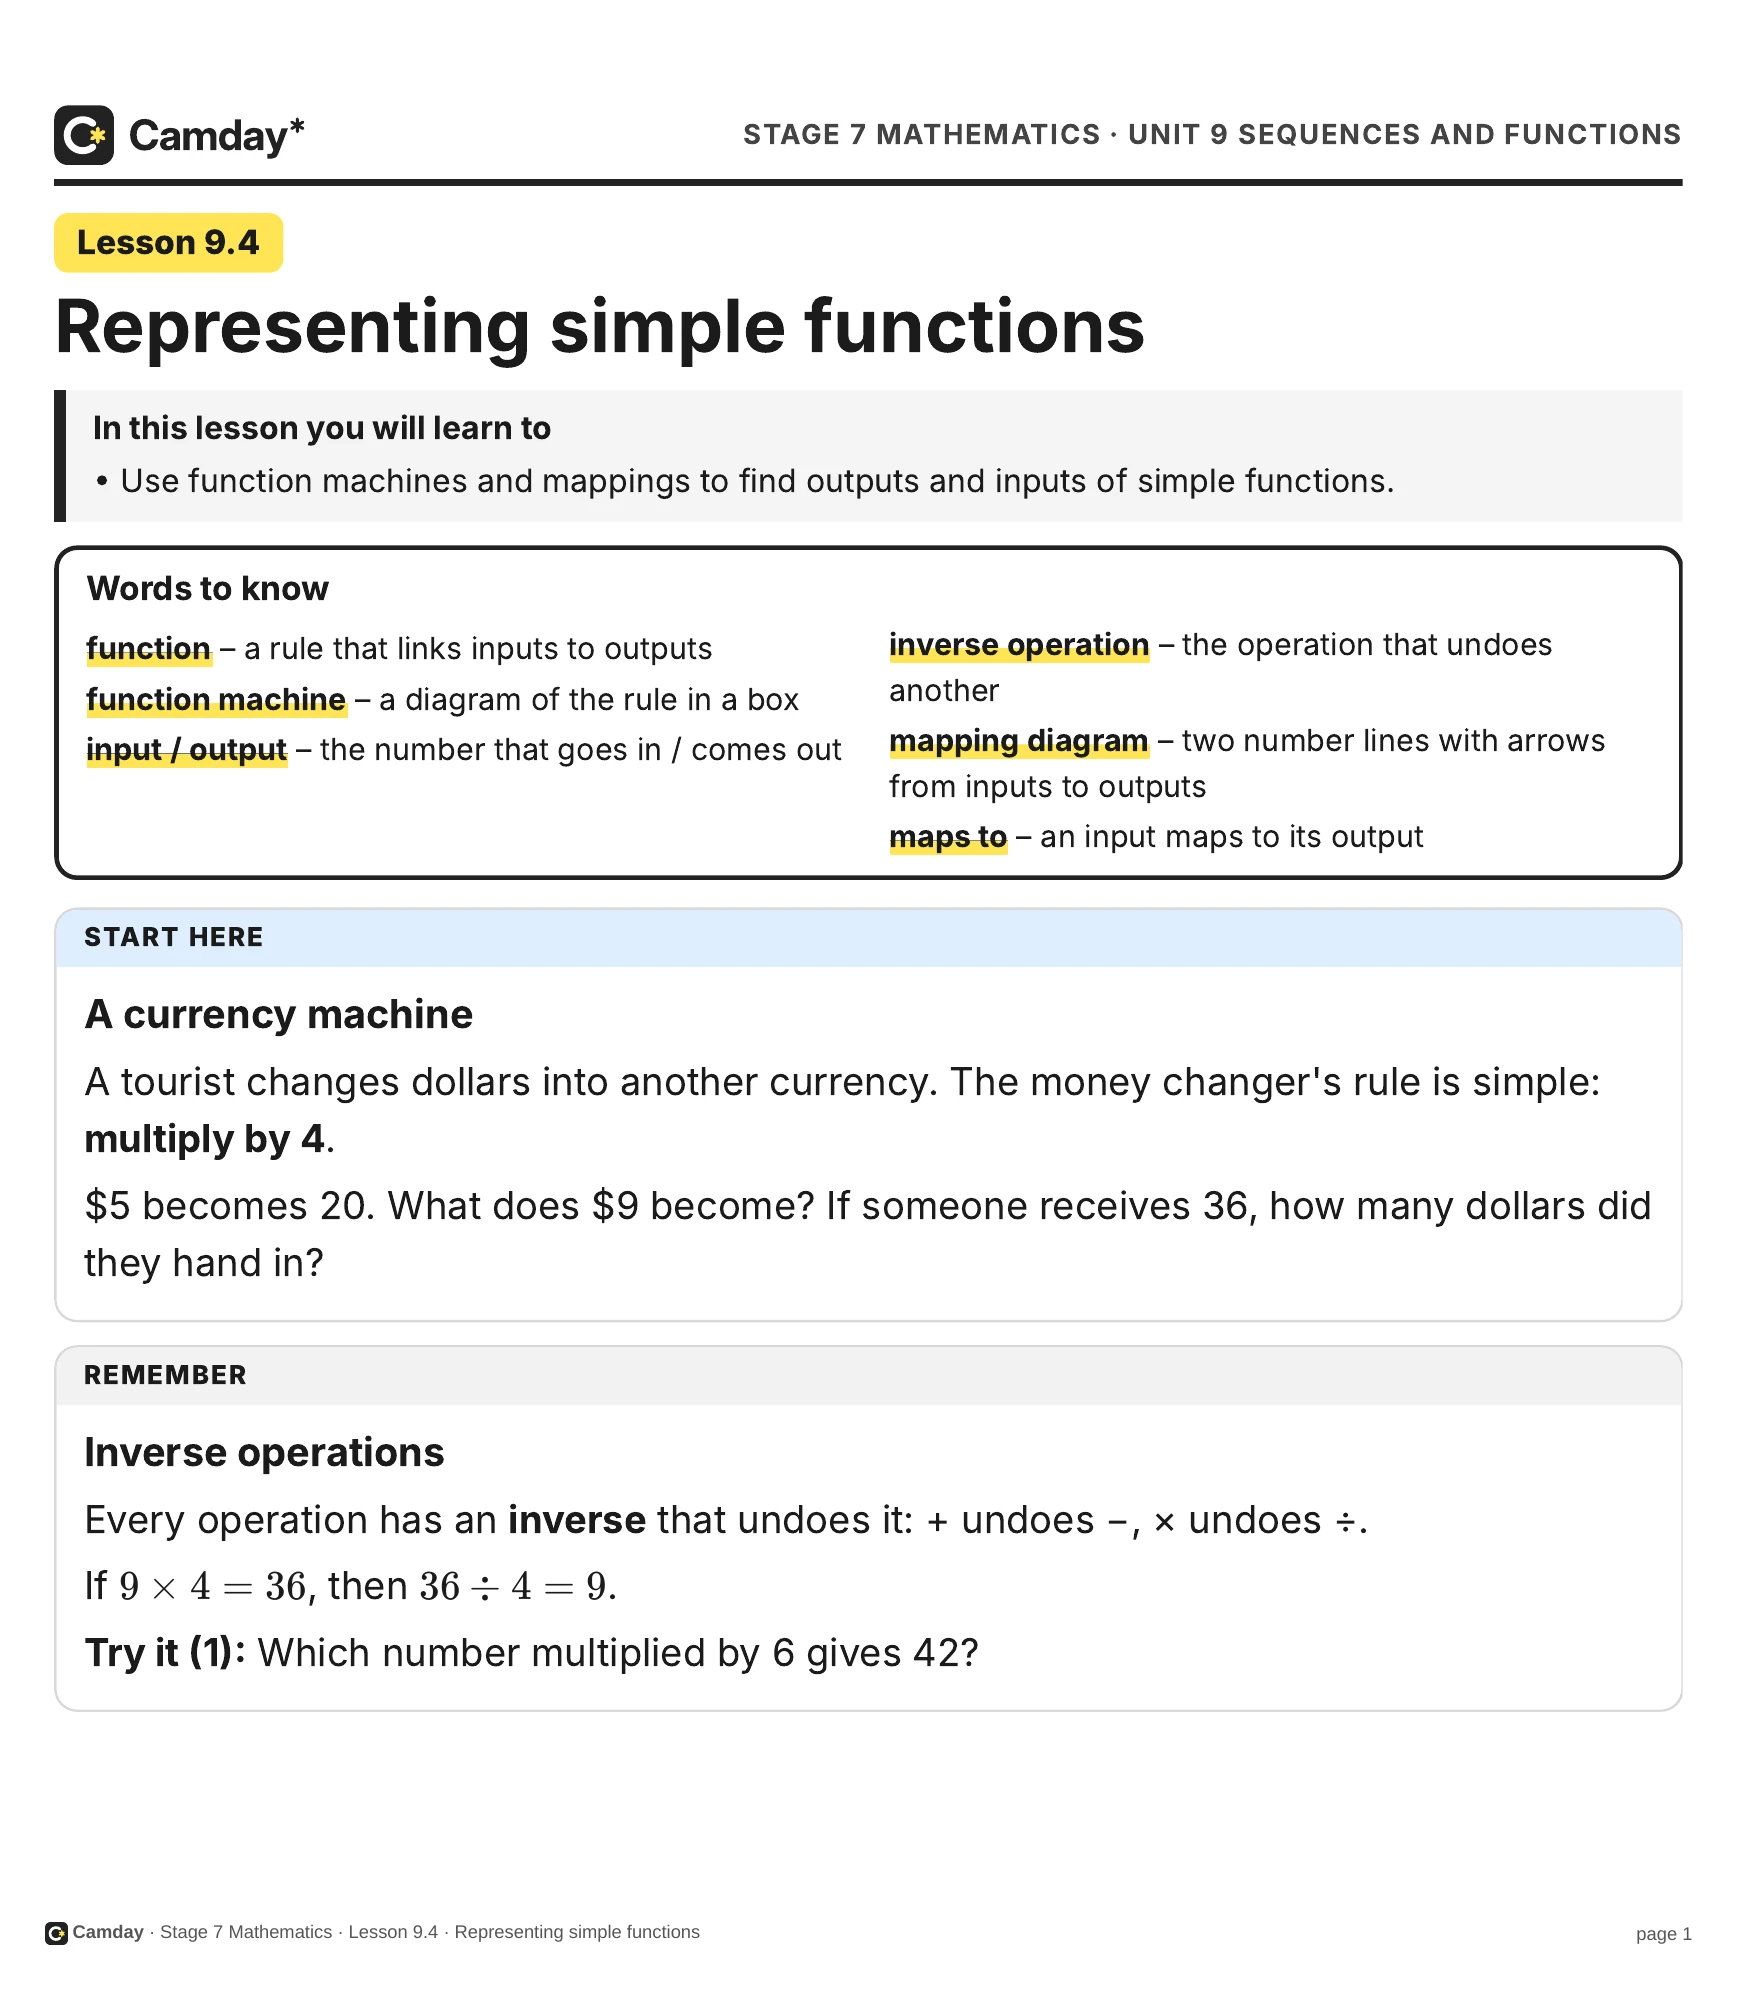 Camday*
STAGE 7 MATHEMATICS · UNIT 9 SEQUENCES AND FUNCTIONS
Lesson 9.4
Representing simple functions
In this lesson you will learn to
• Use function machines and mappings to find outputs and inputs of simple functions.
Words to know
function – a rule that links inputs to outputs
function machine – a diagram of the rule in a box
input / output – the number that goes in / comes out
inverse operation – the operation that undoes
another
mapping diagram – two number lines with arrows
from inputs to outputs
maps to – an input maps to its output
START HERE
A currency machine
A tourist changes dollars into another currency. The money changer's rule is simple:
multiply by 4.
$5 becomes 20. What does $9 become? If someone receives 36, how many dollars did
they hand in?
REMEMBER
Inverse operations
Every operation has an inverse that undoes it: + undoes −, × undoes ÷.
If 9 × 4 = 36, then 36 ÷ 4 = 9.
Try it (1): Which number multiplied by 6 gives 42?
Camday · Stage 7 Mathematics · Lesson 9.4 · Representing simple functions
page 1